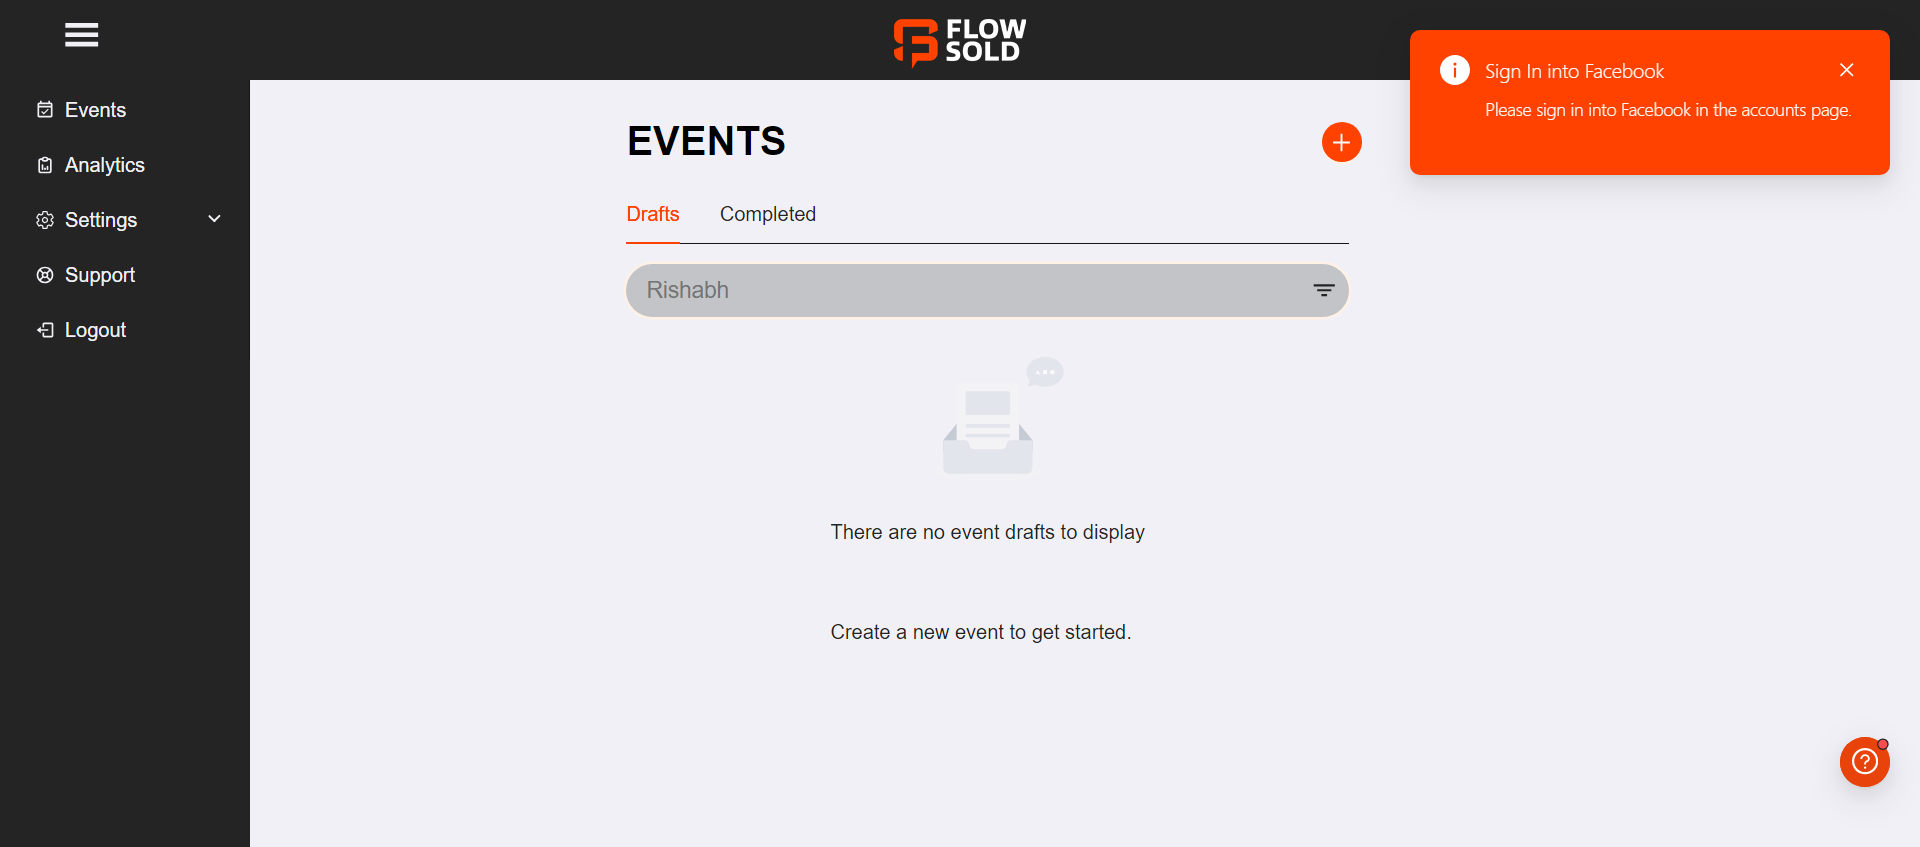 FLOW
SOLD
Sign In into Facebook
Please sign in into Facebook in the accounts page.
Events
Analytics
Settings
Support
Logout
EVENTS
Drafts
Completed
Rishabh
There are no event drafts to display
Create a new event to get started.